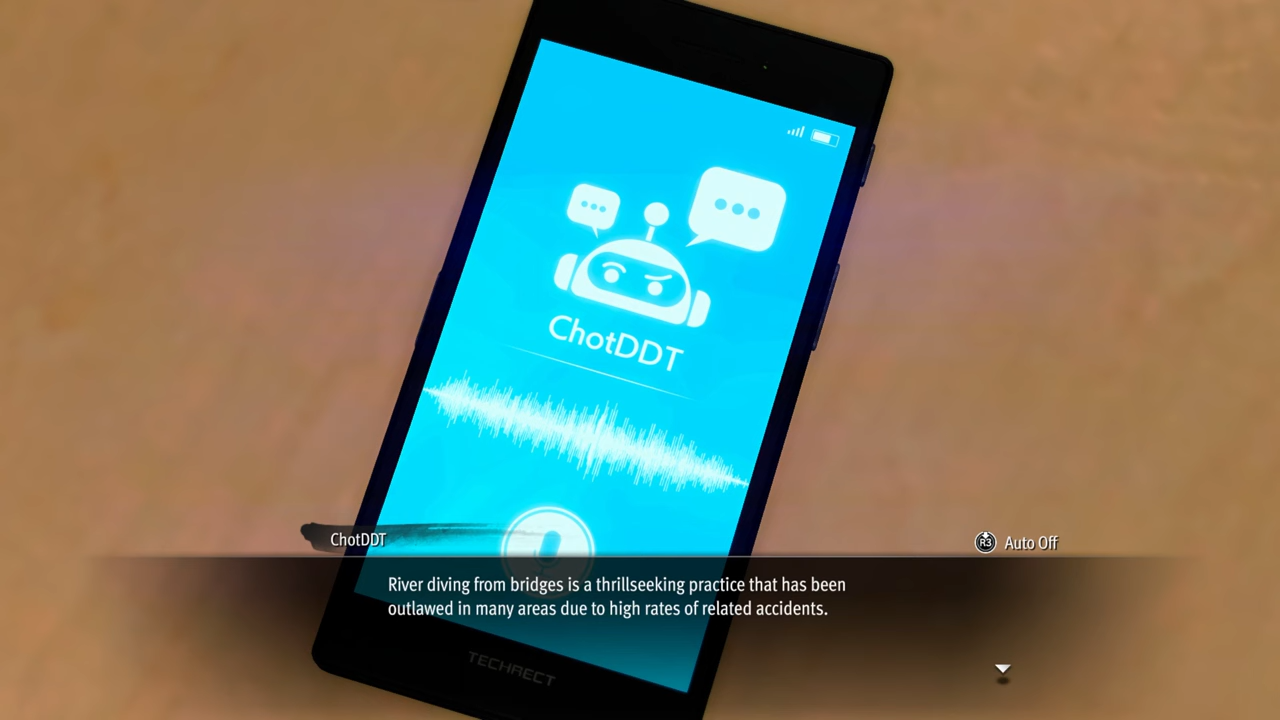 ChotDDT
ChotDDT
R3 Auto Off
River diving from bridges is a thrillseeking practice that has been
outlawed in many areas due to high rates of related accidents.
TECHRECT